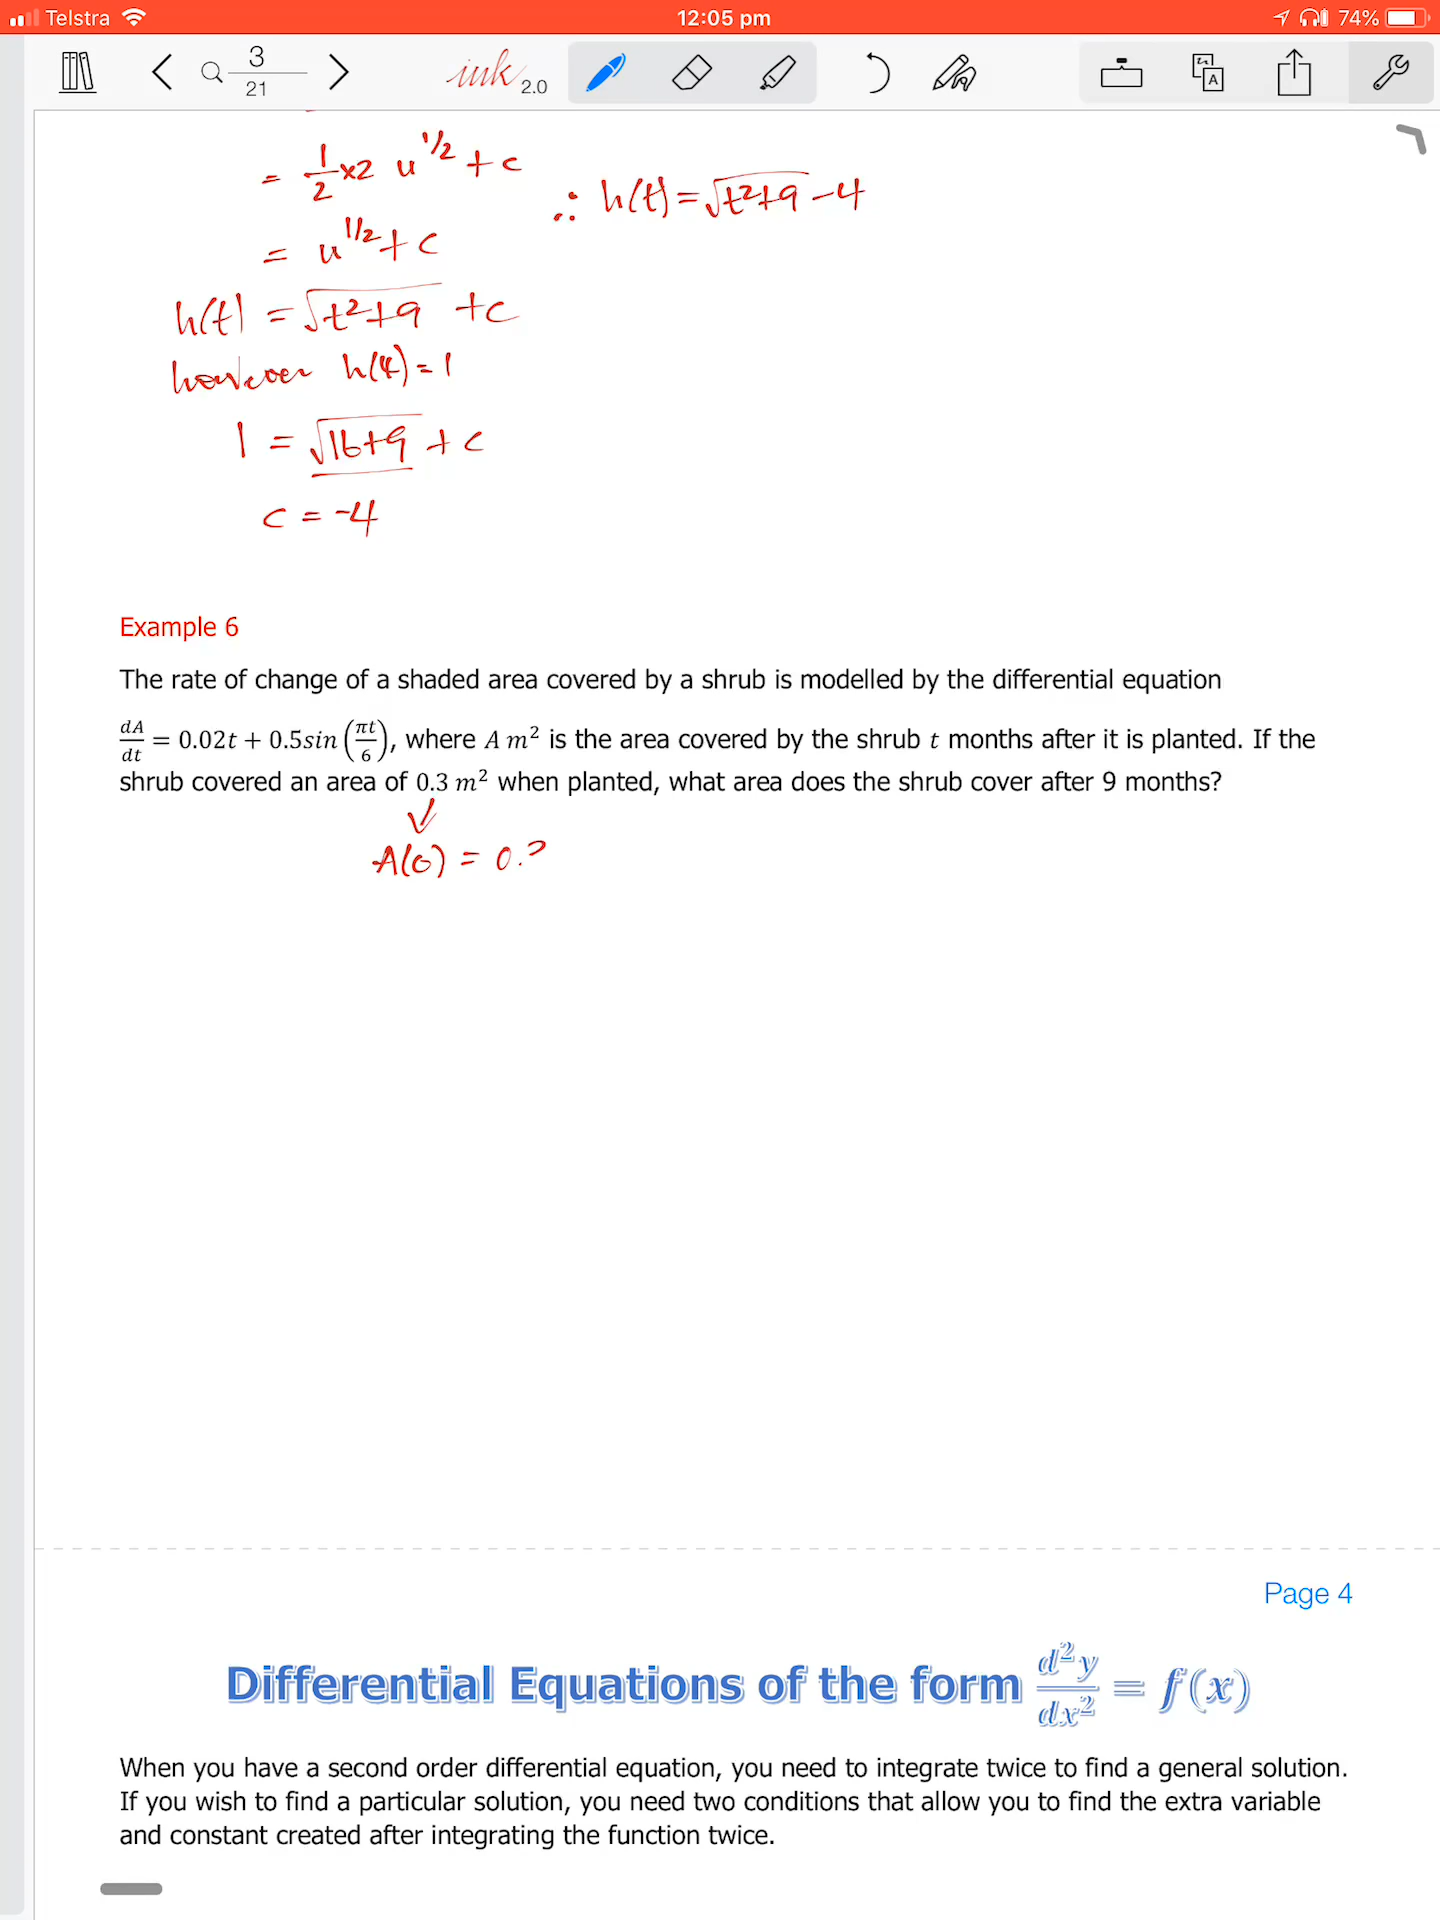 Telstra 12:05 pm 74%
3
21
ink 2.0
= 1/2 ×2 u^1/2 + c
∴ h(t) = √t²+9 - 4
= u^1/2 + c
h(t) = √t²+9 + c
however h(4) = 1
1 = √16+9 + c
c = -4
Example 6
The rate of change of a shaded area covered by a shrub is modelled by the differential equation
dA/dt = 0.02t + 0.5sin(πt/6), where A m² is the area covered by the shrub t months after it is planted. If the
shrub covered an area of 0.3 m² when planted, what area does the shrub cover after 9 months?
A(0) = 0.
Page 4
Differential Equations of the form d²y/dx² = f(x)
When you have a second order differential equation, you need to integrate twice to find a general solution.
If you wish to find a particular solution, you need two conditions that allow you to find the extra variable
and constant created after integrating the function twice.